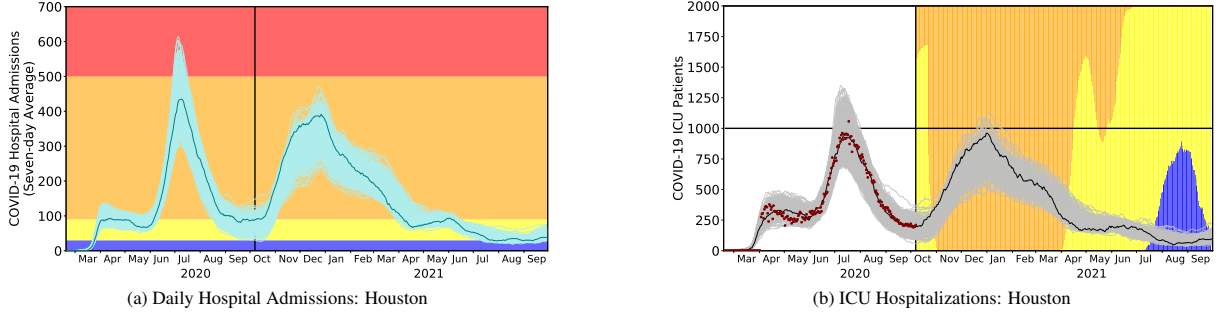 COVID-19 Hospital Admissions
(Seven-day Average)
700
600
500
400
300
200
100
0
Mar Apr May Jun Jul Aug Sep Oct Nov Dec Jan Feb Mar Apr May Jun Jul Aug Sep
2020 2021
(a) Daily Hospital Admissions: Houston
COVID-19 ICU Patients
2000
1750
1500
1250
1000
750
500
250
0
Mar Apr May Jun Jul Aug Sep Oct Nov Dec Jan Feb Mar Apr May Jun Jul Aug Sep
2020 2021
(b) ICU Hospitalizations: Houston